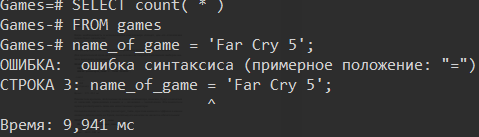 Games=# SELECT count( * )
Games-# FROM games
Games-# name_of_game = 'Far Cry 5';
ОШИБКА:  ошибка синтаксиса (примерное положение: "=")
СТРОКА 3: name_of_game = 'Far Cry 5';
^
Время: 9,941 мс